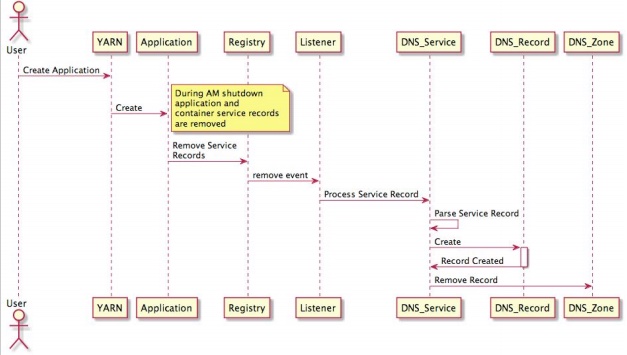 User
YARN
Application
Registry
Listener
DNS_Service
DNS_Record
DNS_Zone
Create Application
During AM shutdown
application and
container service records
are removed
Create
Remove Service
Records
remove event
Process Service Record
Parse Service Record
Create
Record Created
Remove Record
User
YARN
Application
Registry
Listener
DNS_Service
DNS_Record
DNS_Zone